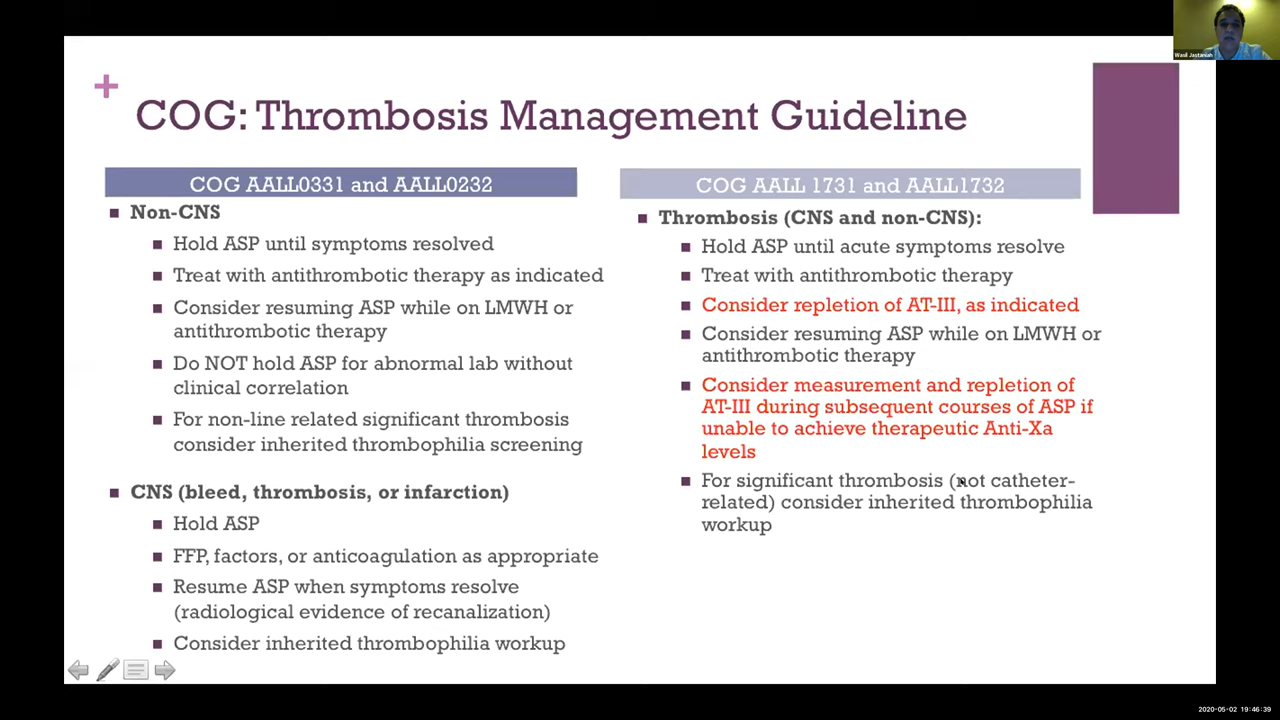 Wasil Jastaniah
+
COG: Thrombosis Management Guideline
COG AALL0331 and AALL0232
Non-CNS
Hold ASP until symptoms resolved
Treat with antithrombotic therapy as indicated
Consider resuming ASP while on LMWH or
antithrombotic therapy
Do NOT hold ASP for abnormal lab without
clinical correlation
For non-line related significant thrombosis
consider inherited thrombophilia screening
CNS (bleed, thrombosis, or infarction)
Hold ASP
FFP, factors, or anticoagulation as appropriate
Resume ASP when symptoms resolve
(radiological evidence of recanalization)
Consider inherited thrombophilia workup
COG AALL 1731 and AALL1732
Thrombosis (CNS and non-CNS):
Hold ASP until acute symptoms resolve
Treat with antithrombotic therapy
Consider repletion of AT-III, as indicated
Consider resuming ASP while on LMWH or
antithrombotic therapy
Consider measurement and repletion of
AT-III during subsequent courses of ASP if
unable to achieve therapeutic Anti-Xa
levels
For significant thrombosis (not catheter-
related) consider inherited thrombophilia
workup
2020-05-02 19:46:39